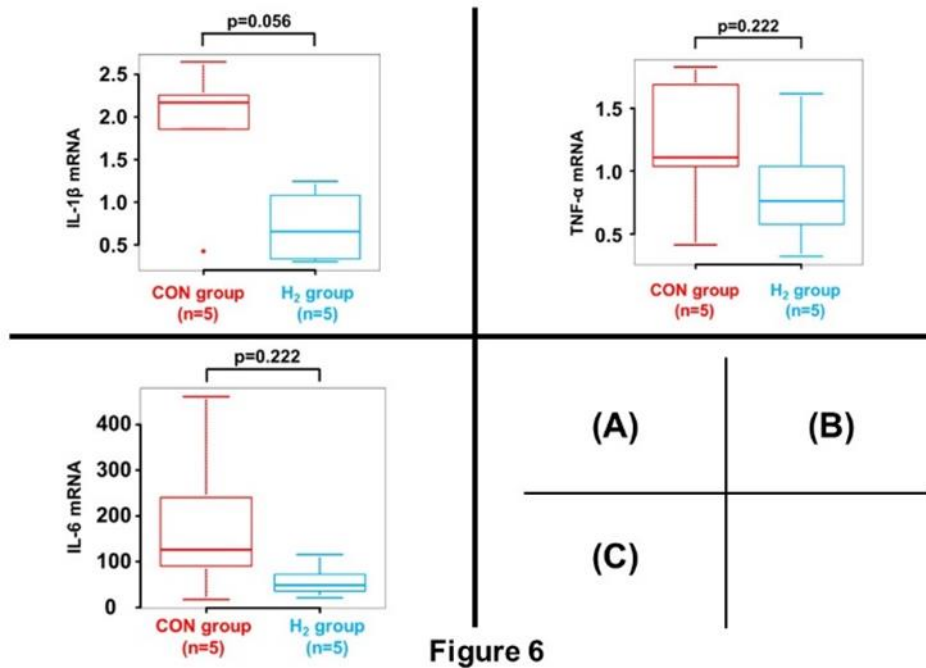 p=0.056
2.5
2.0
1.5
1.0
0.5
IL-1β mRNA
CON group
(n=5)
H₂ group
(n=5)
p=0.222
1.5
1.0
0.5
TNF-α mRNA
CON group
(n=5)
H₂ group
(n=5)
p=0.222
400
300
200
100
0
IL-6 mRNA
CON group
(n=5)
H₂ group
(n=5)
(A)
(B)
(C)
Figure 6